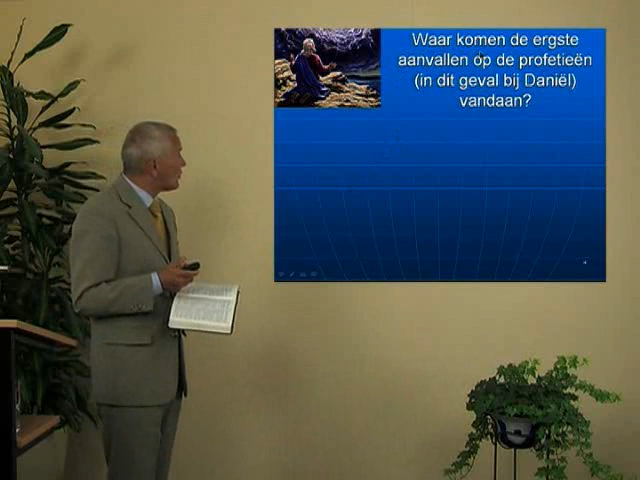 Waar komen de ergste
aanvallen op de profetieën
(in dit geval bij Daniël)
vandaan?